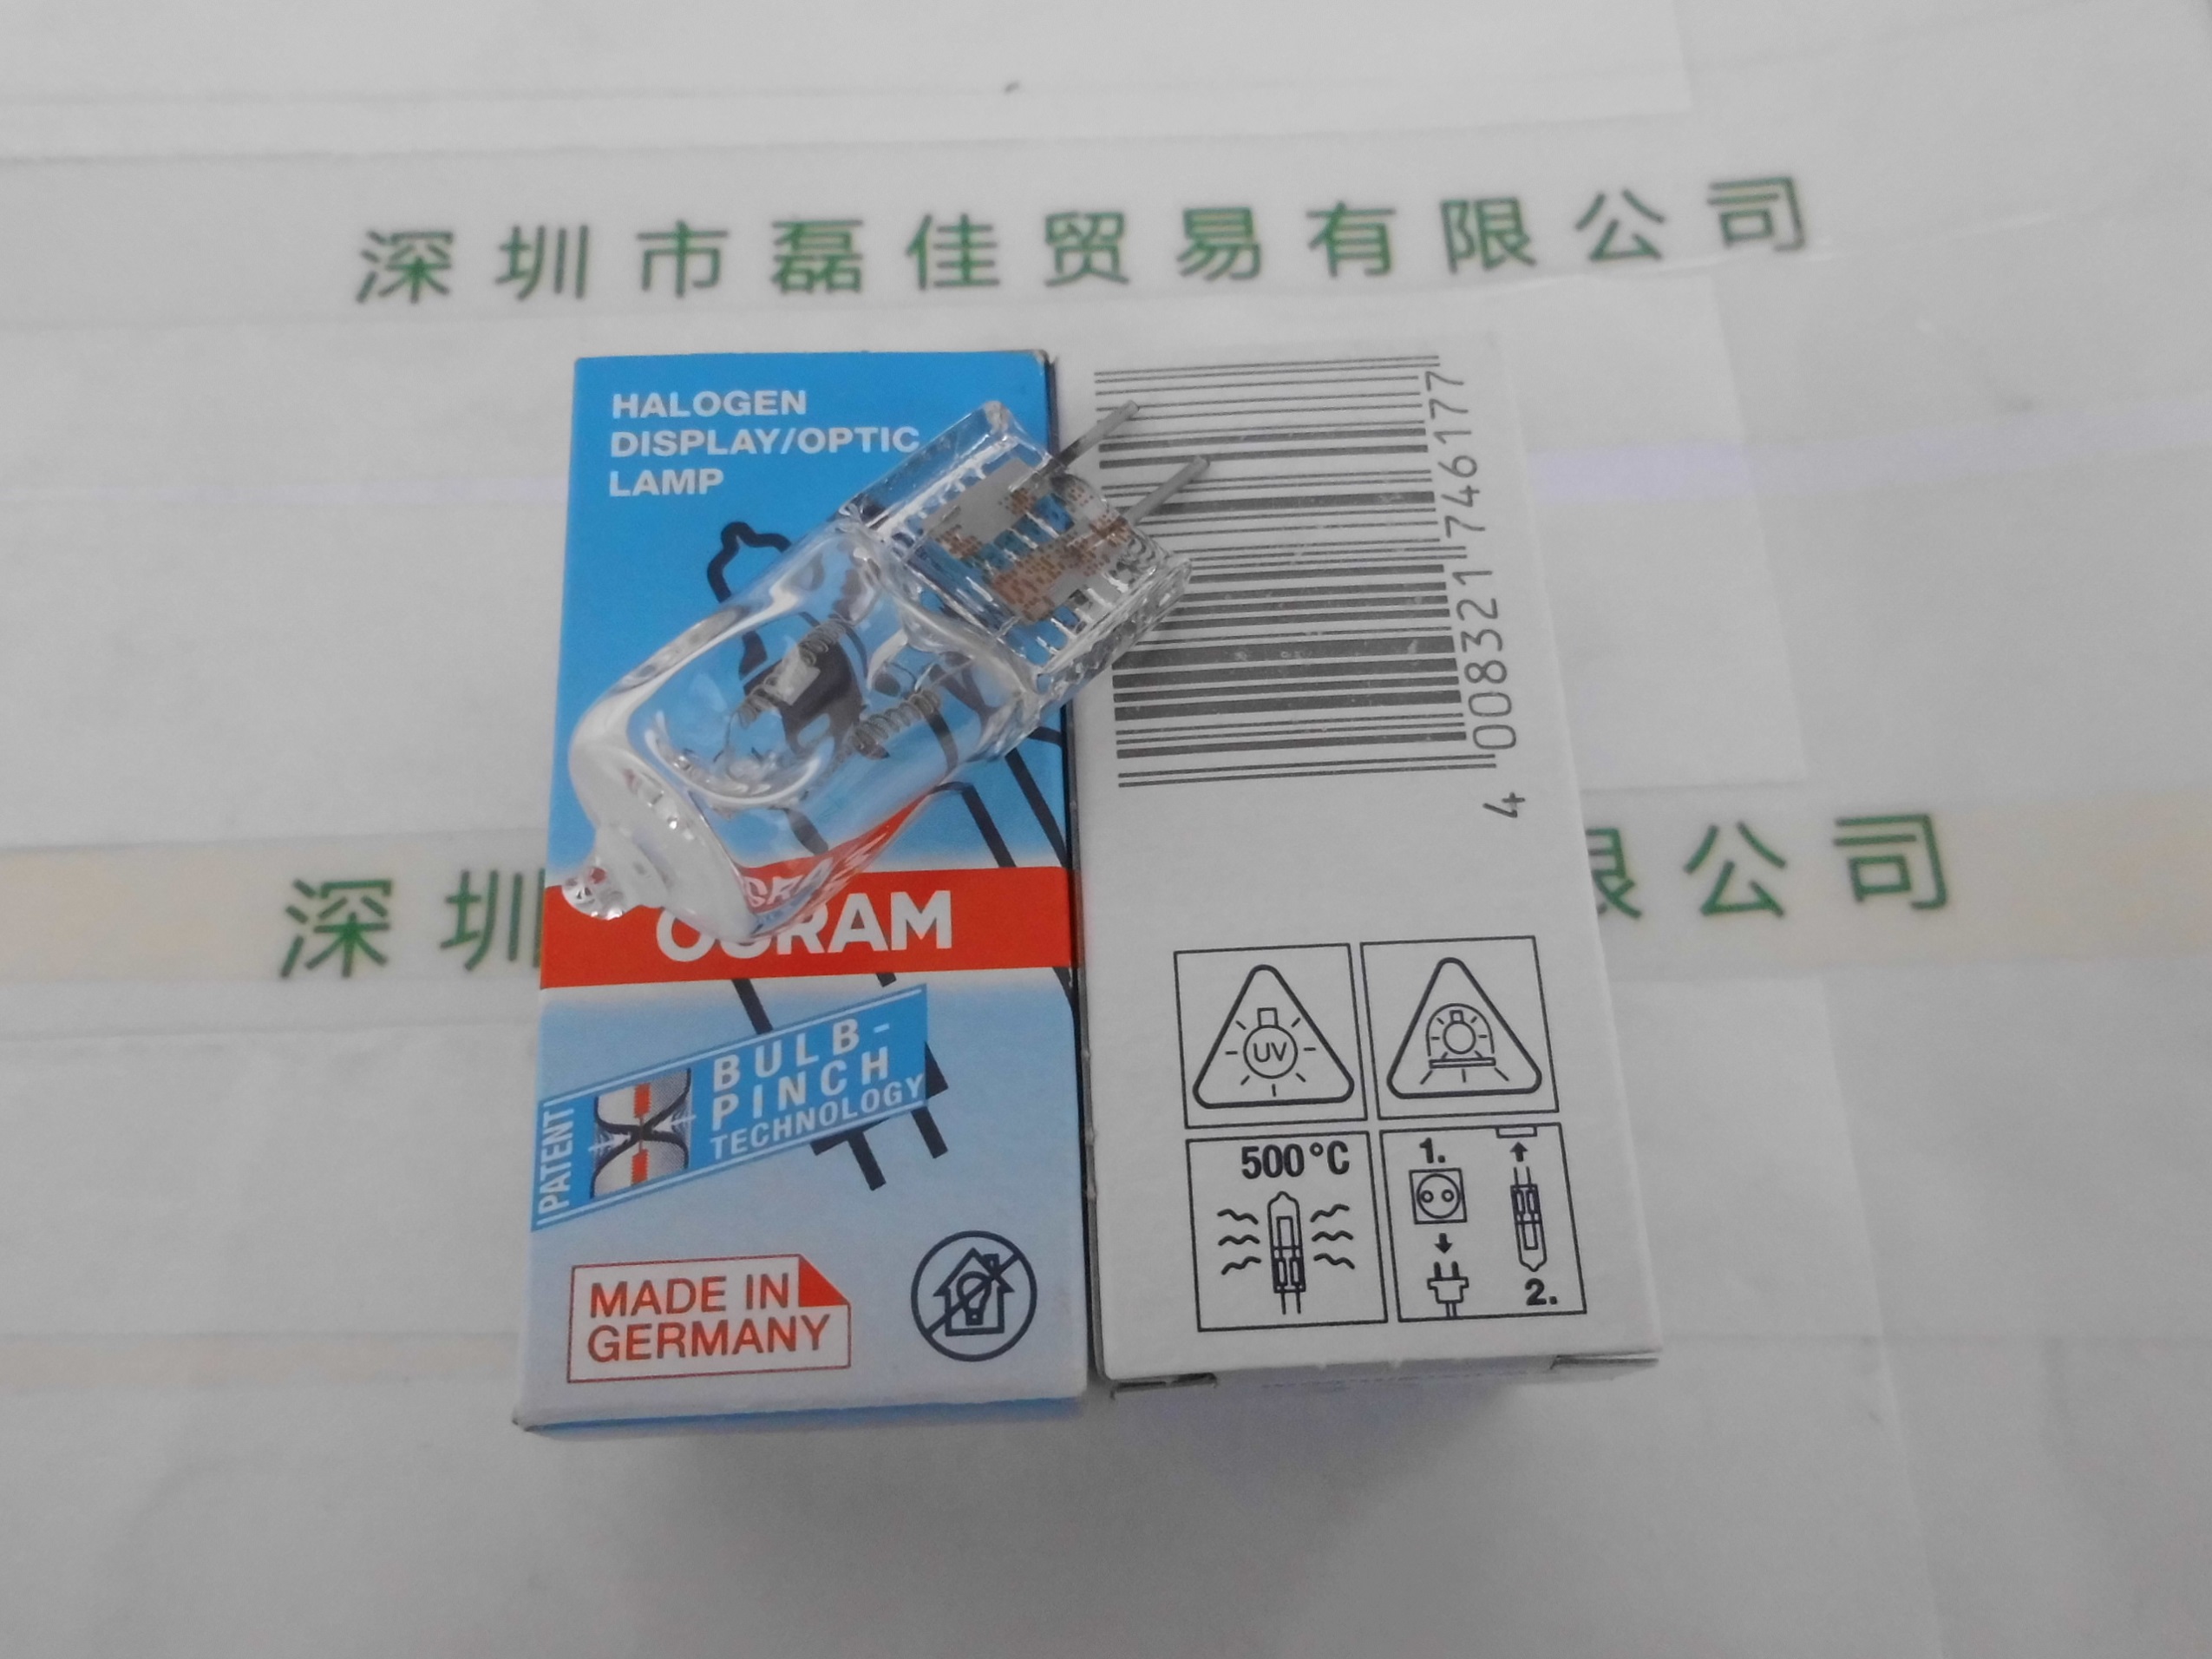 深圳市磊佳贸易有限公司
HALOGEN
DISPLAY/OPTIC
LAMP
4 008321 746177
深圳
限公司
OSRAM
BULB-
PINCH
TECHNOLOGY
PATENT
UV
500°C
1.
2.
MADE IN
GERMANY